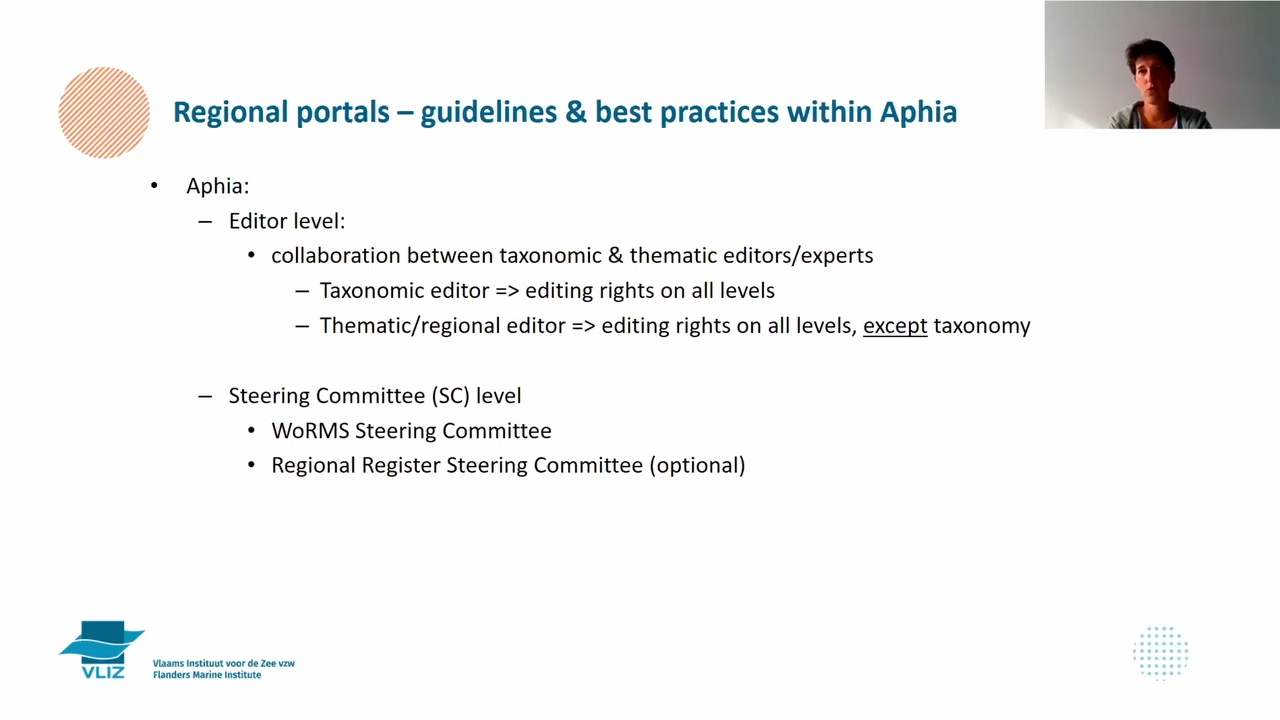 Regional portals – guidelines & best practices within Aphia
• Aphia:
– Editor level:
• collaboration between taxonomic & thematic editors/experts
– Taxonomic editor => editing rights on all levels
– Thematic/regional editor => editing rights on all levels, except taxonomy
– Steering Committee (SC) level
• WoRMS Steering Committee
• Regional Register Steering Committee (optional)
VLIZ
Vlaams Instituut voor de Zee vzw
Flanders Marine Institute